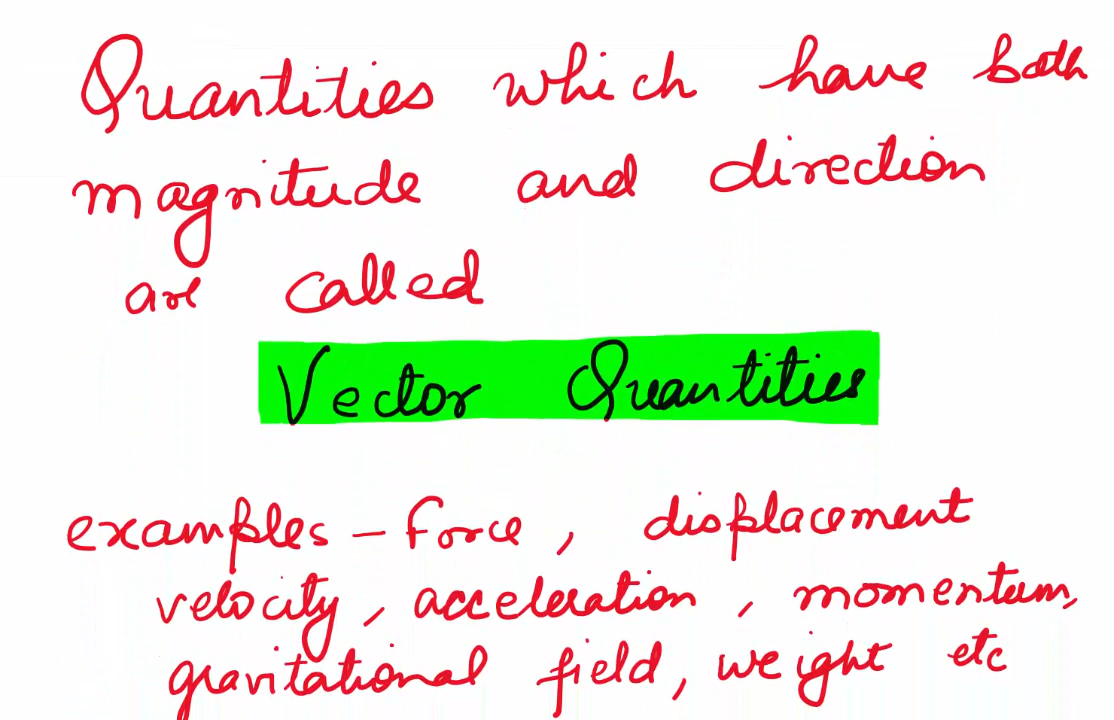 Quantities which have both
magnitude and direction
are called
Vector Quantities
examples - force, displacement
velocity, acceleration, momentum,
gravitational field, weight etc